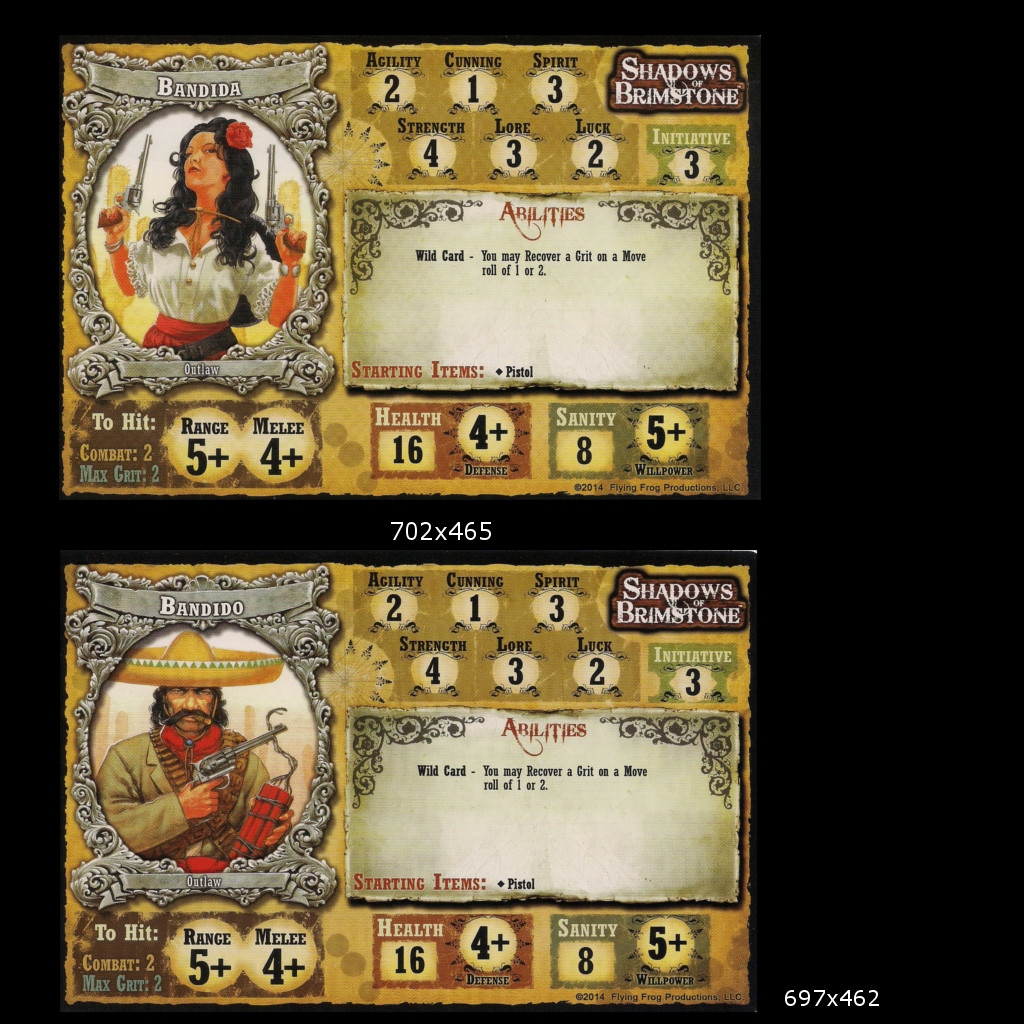 BANDIDA
AGILITY CUNNING SPIRIT
2 1 3
SHADOWS
OF
BRIMSTONE
STRENGTH LORE LUCK
4 3 2
INITIATIVE
3
ABILITIES
Wild Card - You may Recover a Grit on a Move
roll of 1 or 2.
Outlaw
STARTING ITEMS: ◆ Pistol
TO HIT:
COMBAT: 2
MAX GRIT: 2
RANGE MELEE
5+ 4+
HEALTH
16
4+
DEFENSE
SANITY
8
5+
WILLPOWER
©2014 Flying Frog Productions, LLC.
702x465
BANDIDO
AGILITY CUNNING SPIRIT
2 1 3
SHADOWS
OF
BRIMSTONE
STRENGTH LORE LUCK
4 3 2
INITIATIVE
3
ABILITIES
Wild Card - You may Recover a Grit on a Move
roll of 1 or 2.
Outlaw
STARTING ITEMS: ◆ Pistol
TO HIT:
COMBAT: 2
MAX GRIT: 2
RANGE MELEE
5+ 4+
HEALTH
16
4+
DEFENSE
SANITY
8
5+
WILLPOWER
©2014 Flying Frog Productions, LLC.
697x462